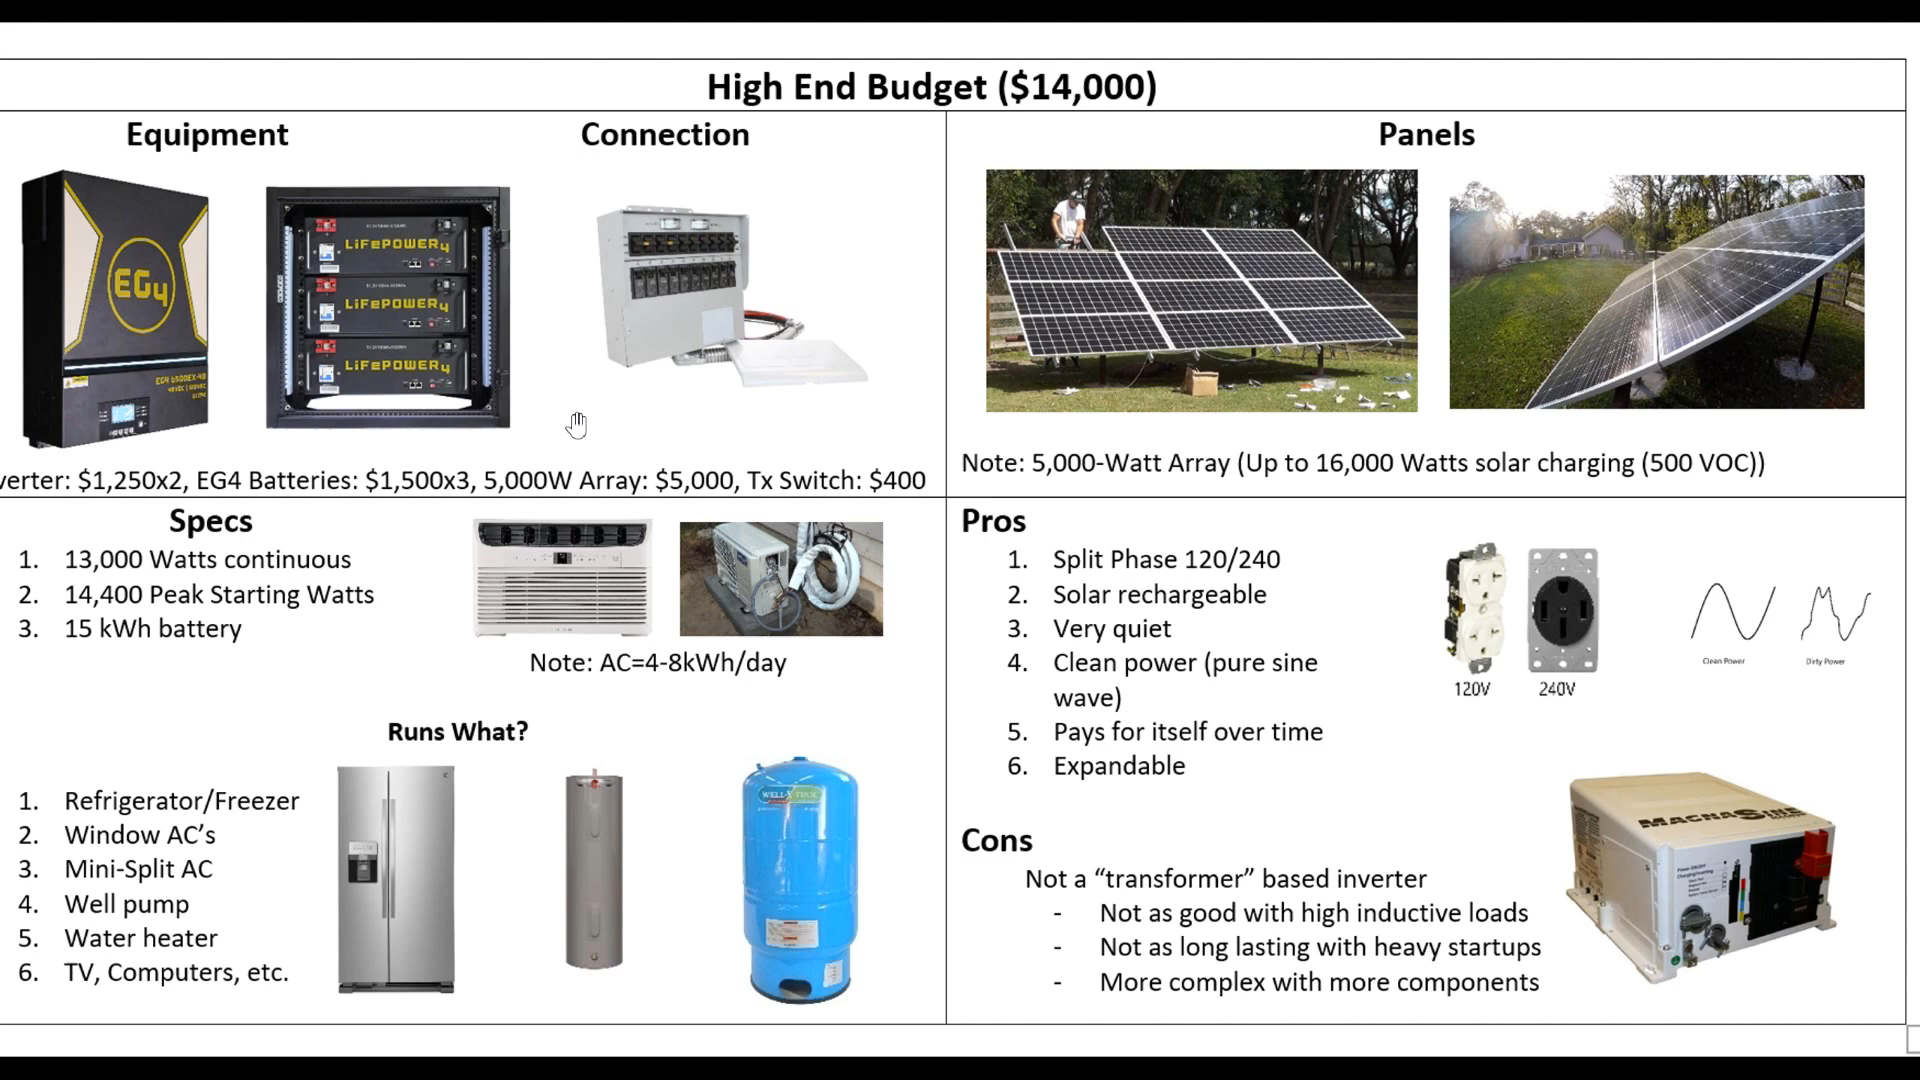 High End Budget ($14,000)
Equipment
Connection
Panels
EG4
EG4 6500EX-48
LiFePOWER4
LiFePOWER4
LiFePOWER4
verter: $1,250x2, EG4 Batteries: $1,500x3, 5,000W Array: $5,000, Tx Switch: $400
Note: 5,000-Watt Array (Up to 16,000 Watts solar charging (500 VOC))
Specs
1. 13,000 Watts continuous
2. 14,400 Peak Starting Watts
3. 15 kWh battery
Note: AC=4-8kWh/day
Runs What?
1. Refrigerator/Freezer
2. Window AC’s
3. Mini-Split AC
4. Well pump
5. Water heater
6. TV, Computers, etc.
WELL-X-TROL
Pros
1. Split Phase 120/240
2. Solar rechargeable
3. Very quiet
4. Clean power (pure sine
wave)
5. Pays for itself over time
6. Expandable
120V
240V
Clean Power
Dirty Power
Cons
Not a “transformer” based inverter
- Not as good with high inductive loads
- Not as long lasting with heavy startups
- More complex with more components
MAGNASINE